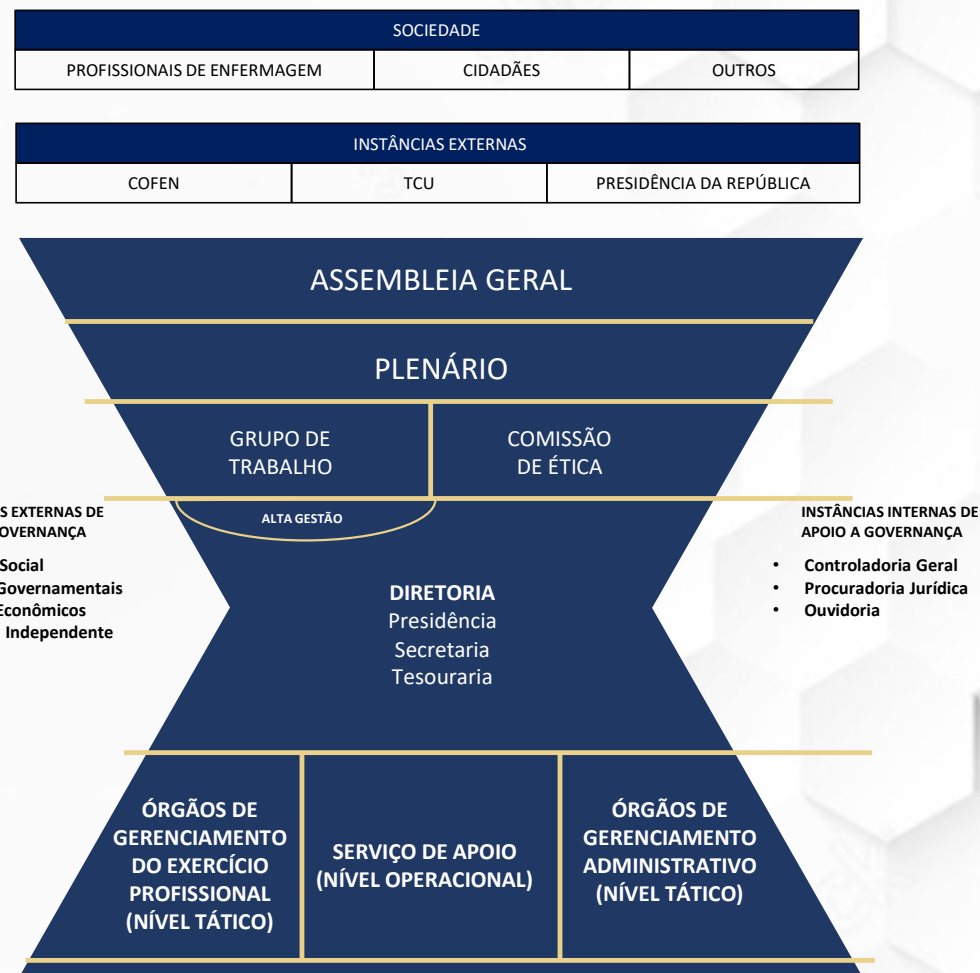 SOCIEDADE
PROFISSIONAIS DE ENFERMAGEM
CIDADÃES
OUTROS
INSTÂNCIAS EXTERNAS
COFEN
TCU
PRESIDÊNCIA DA REPÚBLICA
ASSEMBLEIA GERAL
PLENÁRIO
GRUPO DE
TRABALHO
COMISSÃO
DE ÉTICA
S EXTERNAS DE
OVERNANÇA
Social
Governamentais
Econômicos
Independente
ALTA GESTÃO
DIRETORIA
Presidência
Secretaria
Tesouraria
INSTÂNCIAS INTERNAS DE
APOIO A GOVERNANÇA
• Controladoria Geral
• Procuradoria Jurídica
• Ouvidoria
ÓRGÃOS DE
GERENCIAMENTO
DO EXERCÍCIO
PROFISSIONAL
(NÍVEL TÁTICO)
SERVIÇO DE APOIO
(NÍVEL OPERACIONAL)
ÓRGÃOS DE
GERENCIAMENTO
ADMINISTRATIVO
(NÍVEL TÁTICO)